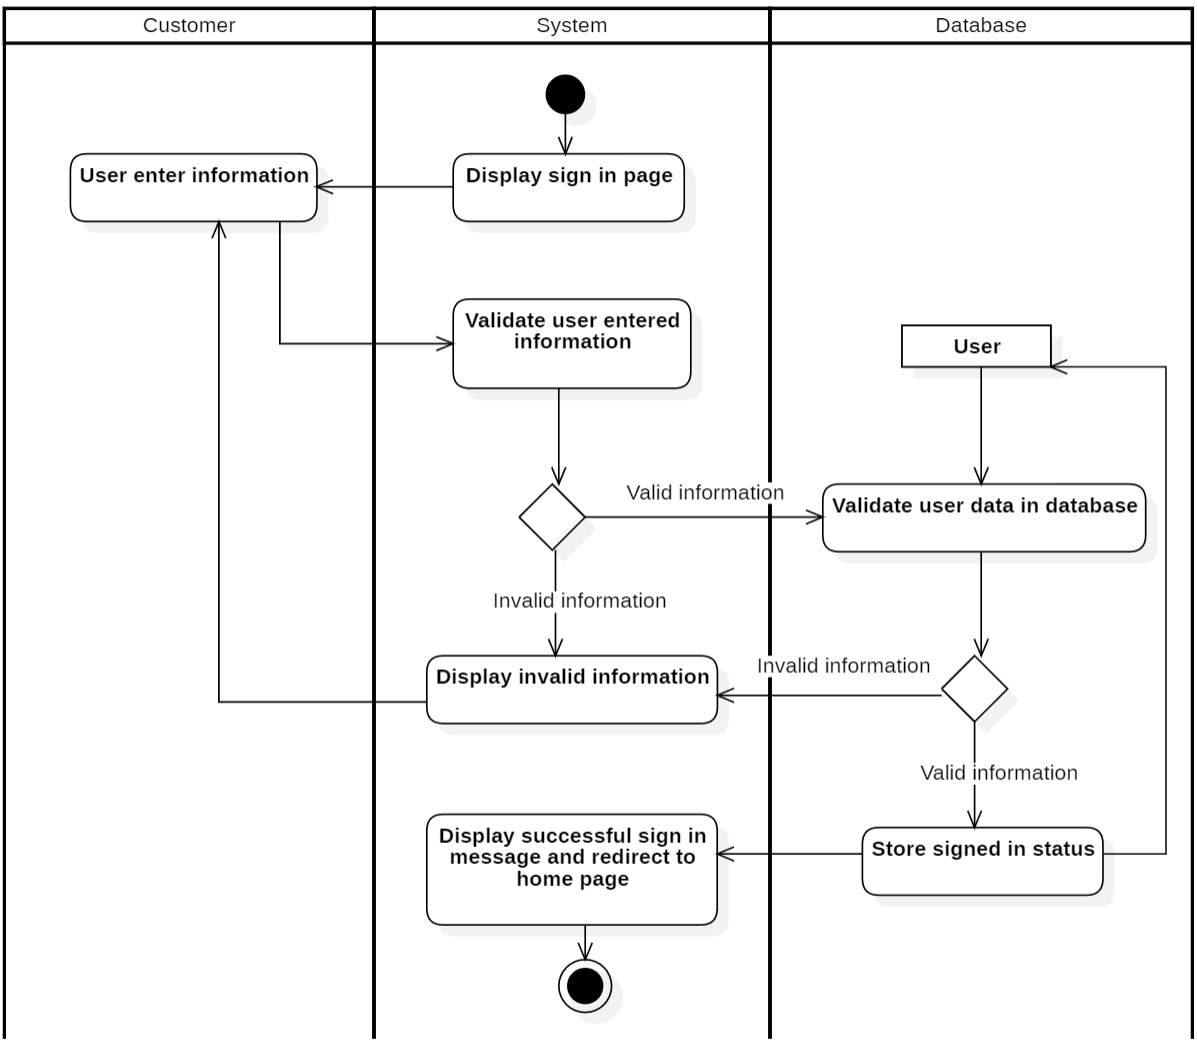 Customer
System
Database
User enter information
Display sign in page
Validate user entered
information
User
Valid information
Validate user data in database
Invalid information
Invalid information
Display invalid information
Valid information
Display successful sign in
message and redirect to
home page
Store signed in status